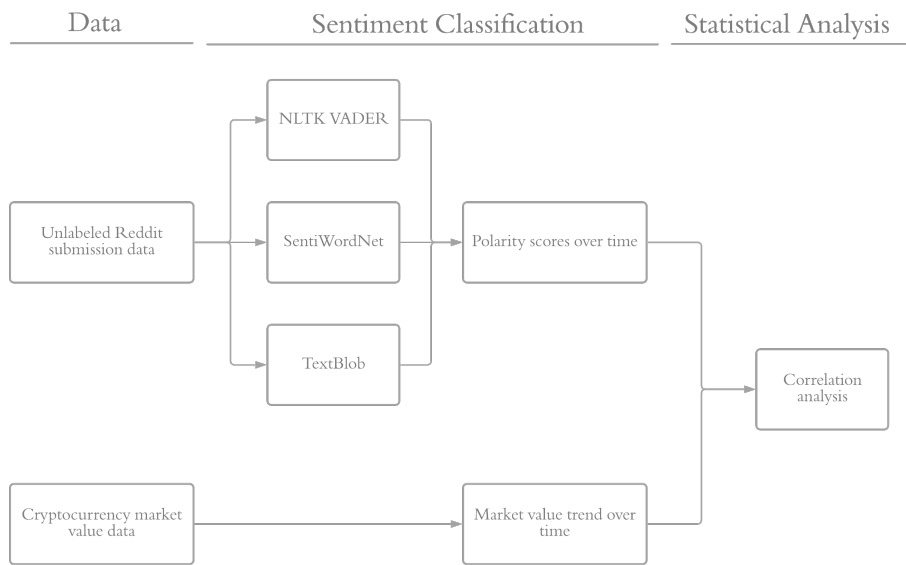 Data
Sentiment Classification
Statistical Analysis
NLTK VADER
Unlabeled Reddit
submission data
SentiWordNet
Polarity scores over time
TextBlob
Correlation
analysis
Cryptocurrency market
value data
Market value trend over
time